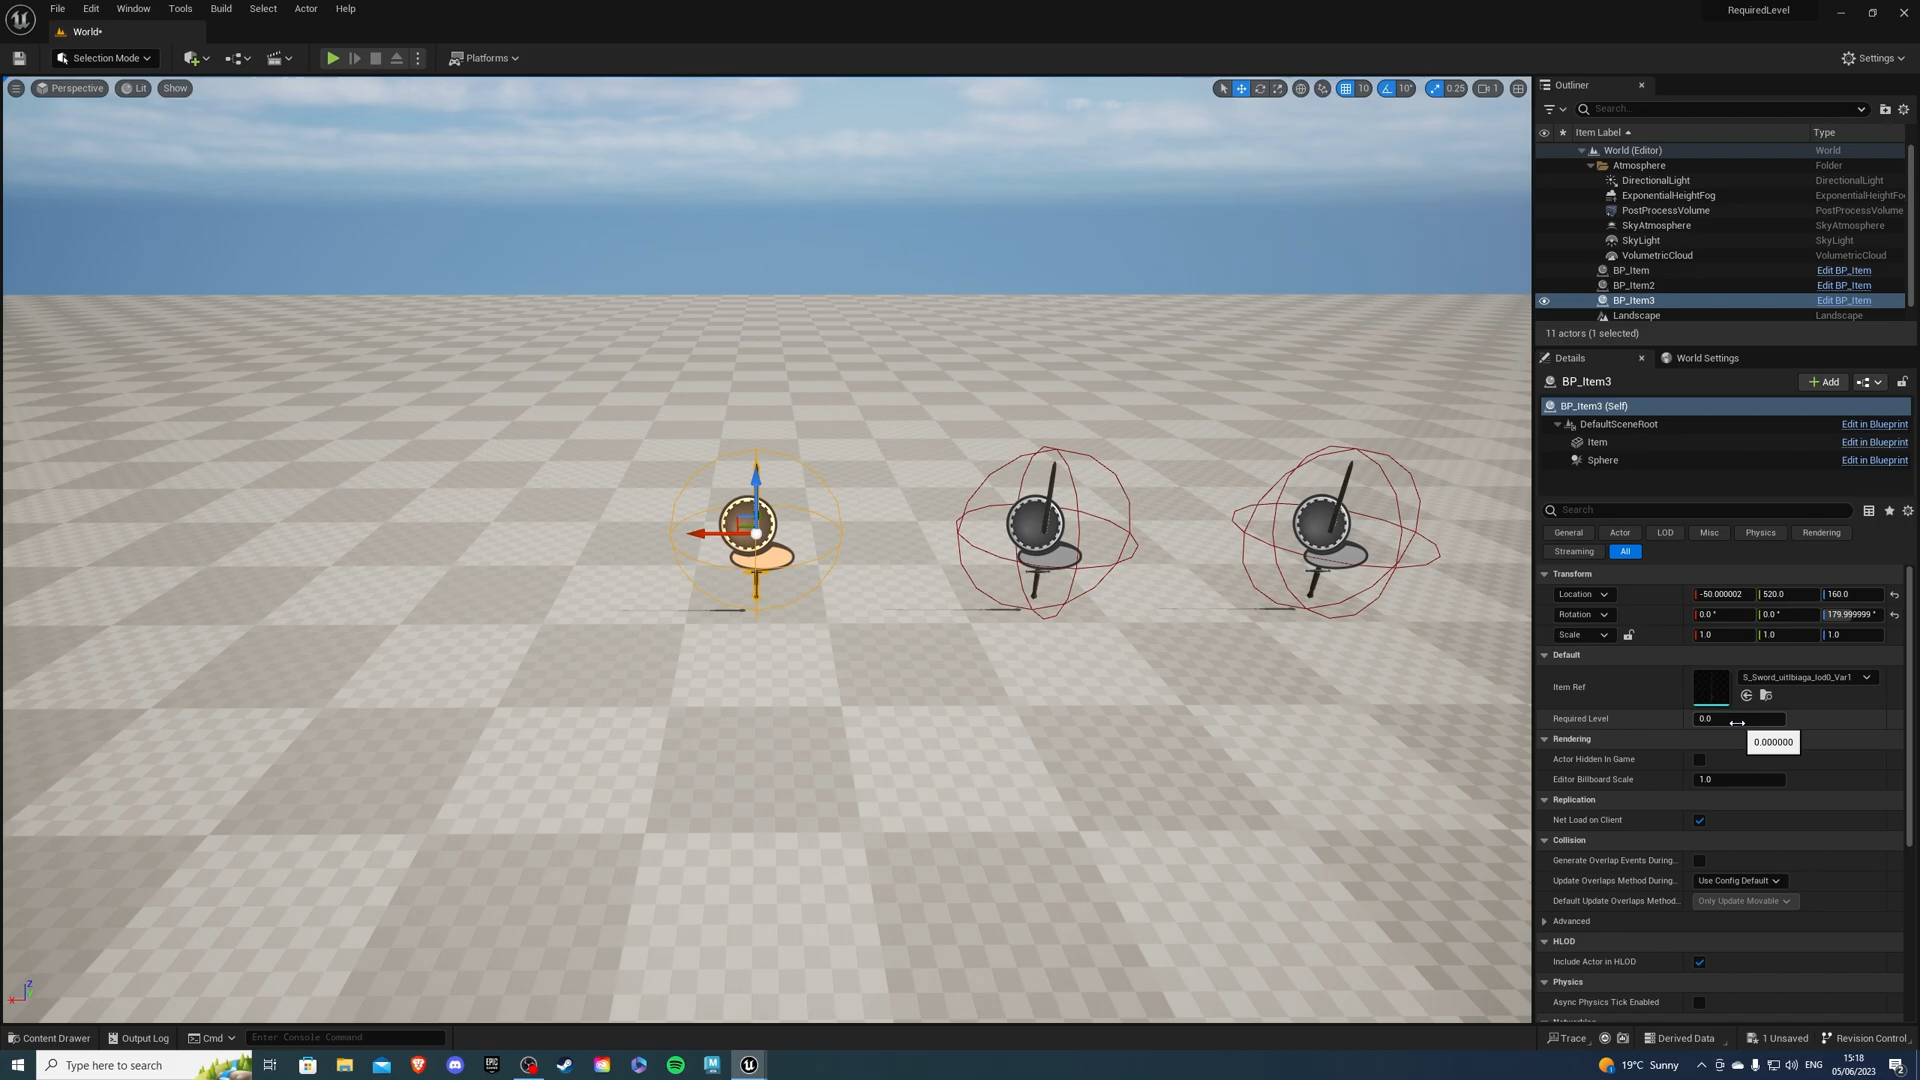 File Edit Window Tools Build Select Actor Help
RequiredLevel
World•
Selection Mode
Platforms
Settings
Perspective Lit Show
10 10° 0.25 1
Outliner
Search...
Item Label Type
World (Editor) World
Atmosphere Folder
DirectionalLight DirectionalLight
ExponentialHeightFog ExponentialHeightFo
PostProcessVolume PostProcessVolume
SkyAtmosphere SkyAtmosphere
SkyLight SkyLight
VolumetricCloud VolumetricCloud
BP_Item Edit BP_Item
BP_Item2 Edit BP_Item
BP_Item3 Edit BP_Item
Landscape Landscape
11 actors (1 selected)
Details World Settings
BP_Item3 Add
BP_Item3 (Self)
DefaultSceneRoot Edit in Blueprint
Item Edit in Blueprint
Sphere Edit in Blueprint
Search
General Actor LOD Misc Physics Rendering
Streaming All
Transform
Location -50.000002 520.0 160.0
Rotation 0.0 ° 0.0 ° 179.999999 °
Scale 1.0 1.0 1.0
Default
Item Ref S_Sword_uitlbiaga_lod0_Var1
Required Level 0.0
Rendering
0.000000
Actor Hidden In Game
Editor Billboard Scale 1.0
Replication
Net Load on Client
Collision
Generate Overlap Events During...
Update Overlaps Method During... Use Config Default
Default Update Overlaps Method... Only Update Movable
Advanced
HLOD
Include Actor in HLOD
Physics
Async Physics Tick Enabled
Content Drawer Output Log Cmd Enter Console Command
Trace Derived Data 1 Unsaved Revision Control
Type here to search
EPIC GAMES
M
19°C Sunny ENG 15:18
05/06/2023
2
Z
X